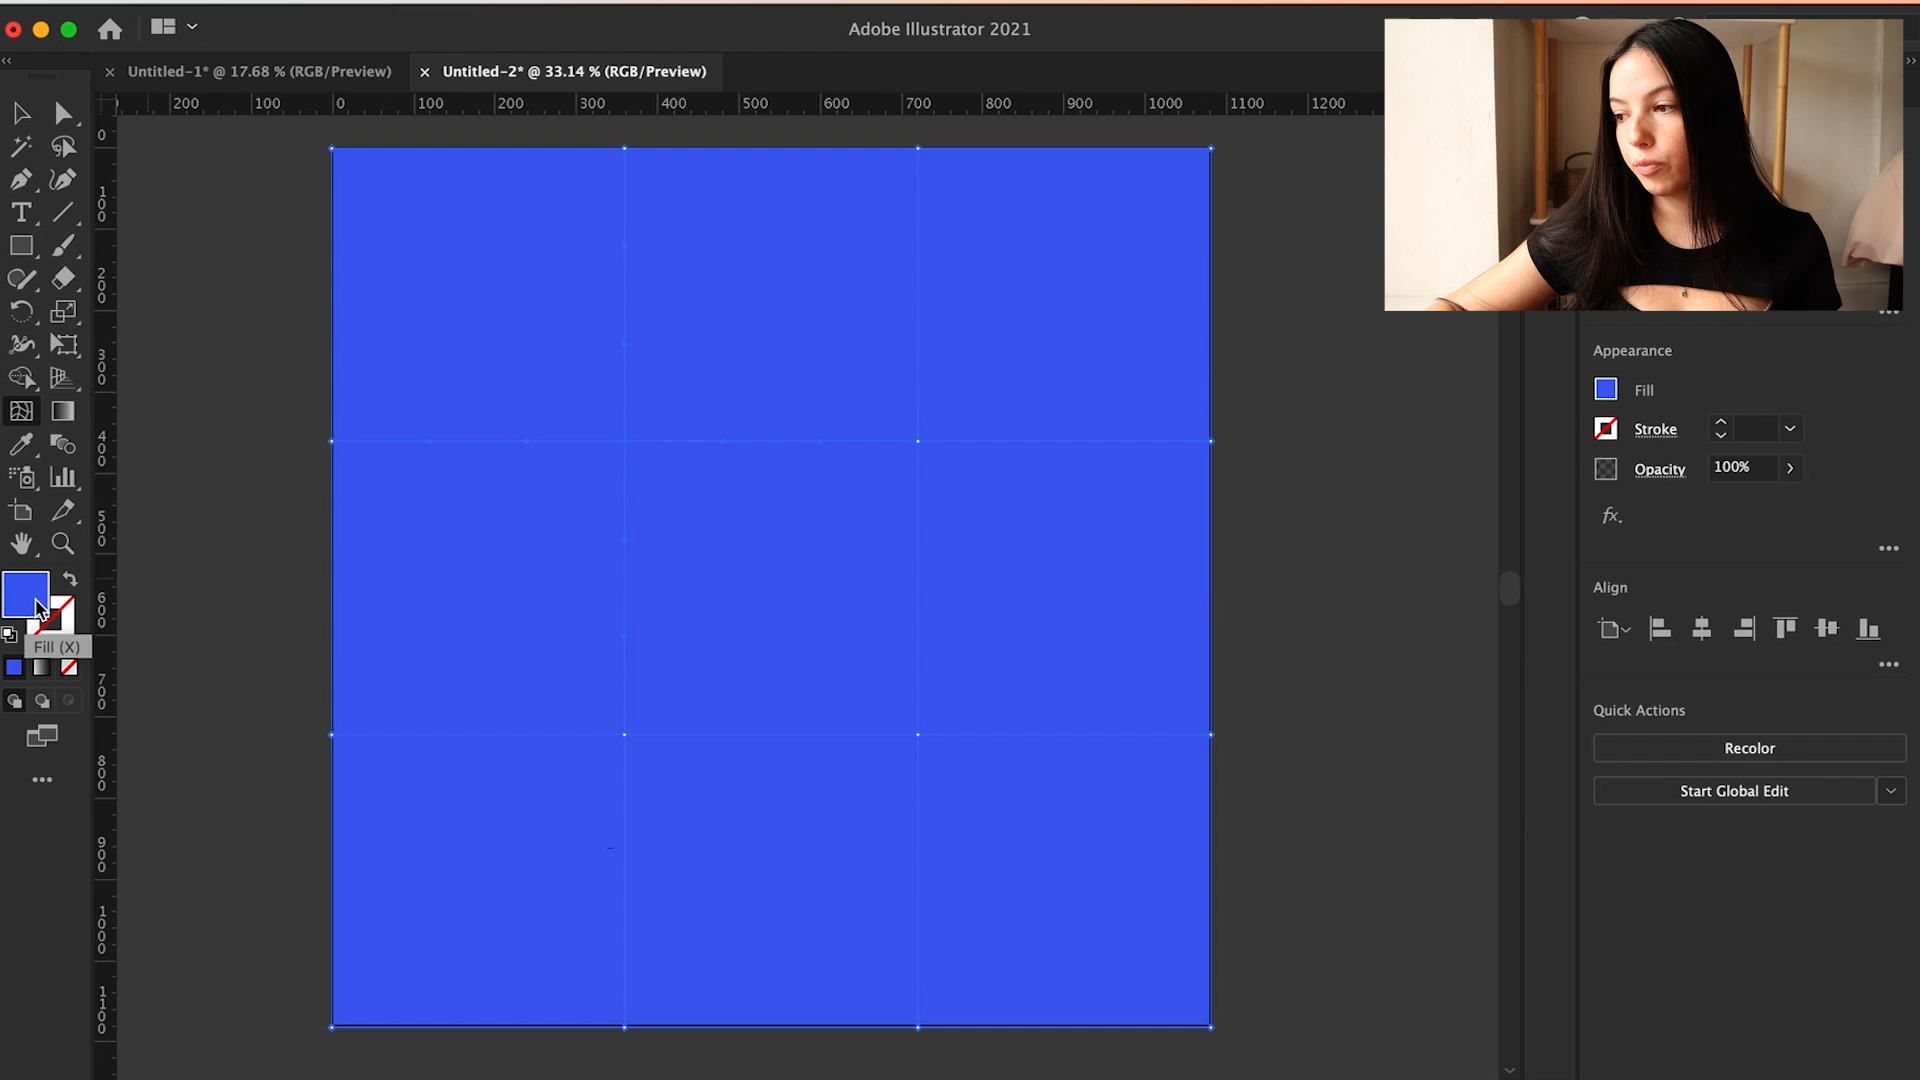 Adobe Illustrator 2021
Untitled-1* @ 17.68 % (RGB/Preview)
Untitled-2* @ 33.14 % (RGB/Preview)
200 100 0 100 200 300 400 500 600 700 800 900 1000 1100 1200
0
100
200
300
400
500
600
700
800
900
1000
1100
T
Fill (X)
Appearance
Fill
Stroke
Opacity 100%
fx.
Align
Quick Actions
Recolor
Start Global Edit